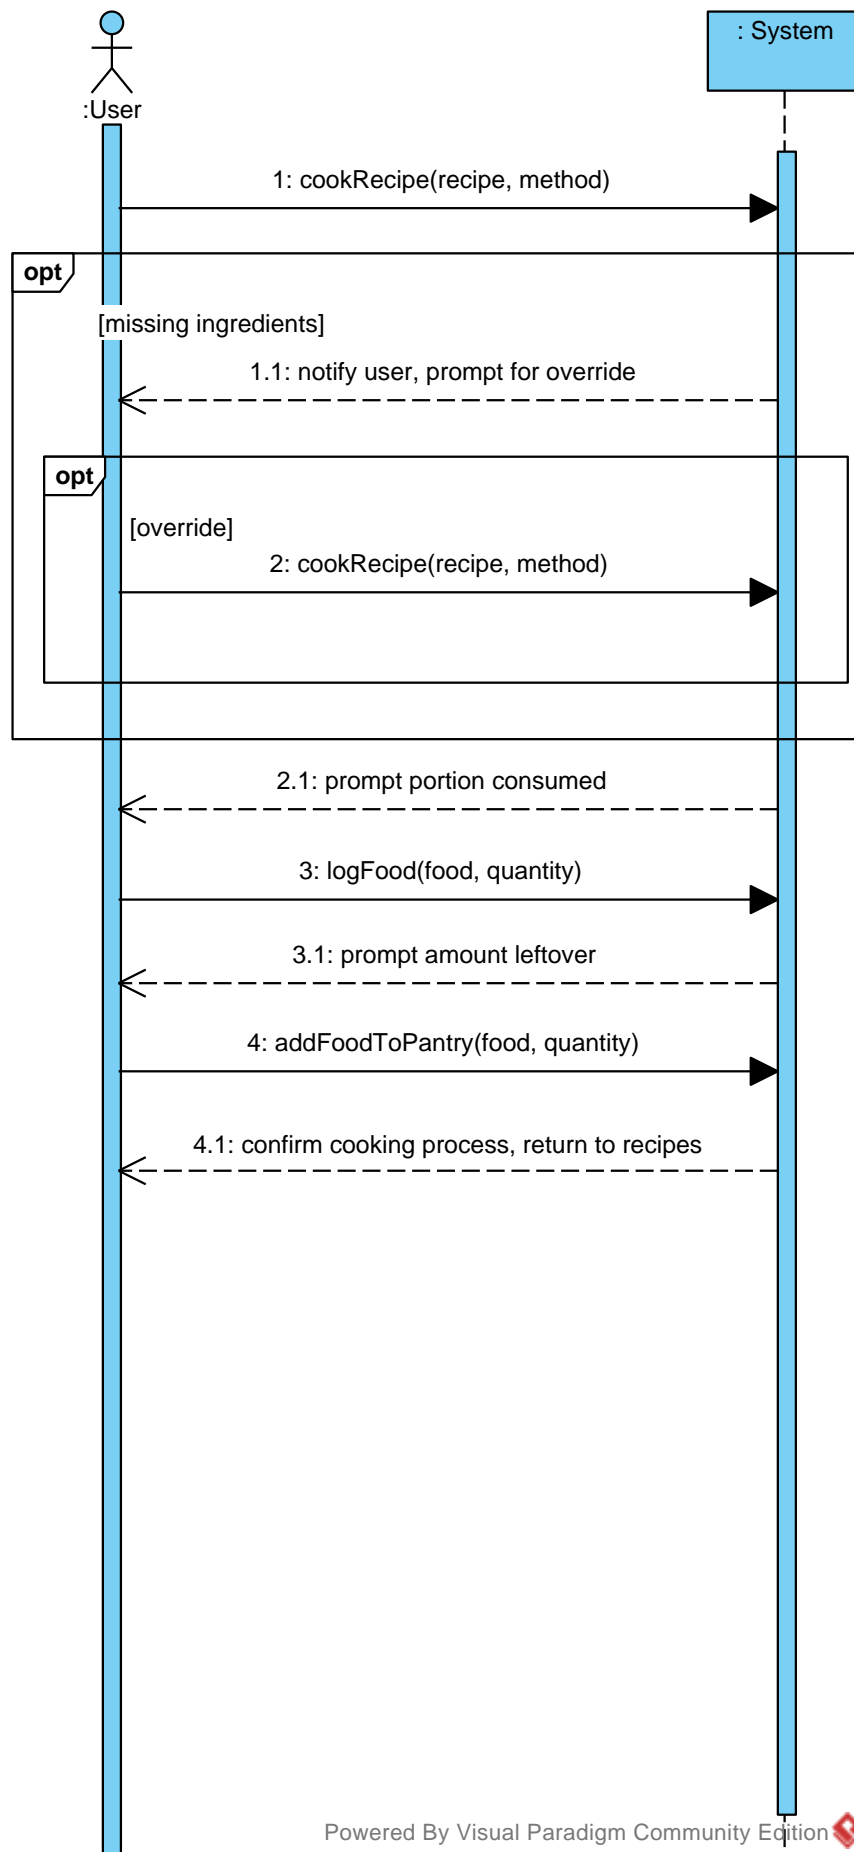 : System
:User
1: cookRecipe(recipe, method)
opt
[missing ingredients]
1.1: notify user, prompt for override
opt
[override]
2: cookRecipe(recipe, method)
2.1: prompt portion consumed
3: logFood(food, quantity)
3.1: prompt amount leftover
4: addFoodToPantry(food, quantity)
4.1: confirm cooking process, return to recipes
Powered By Visual Paradigm Community Edition